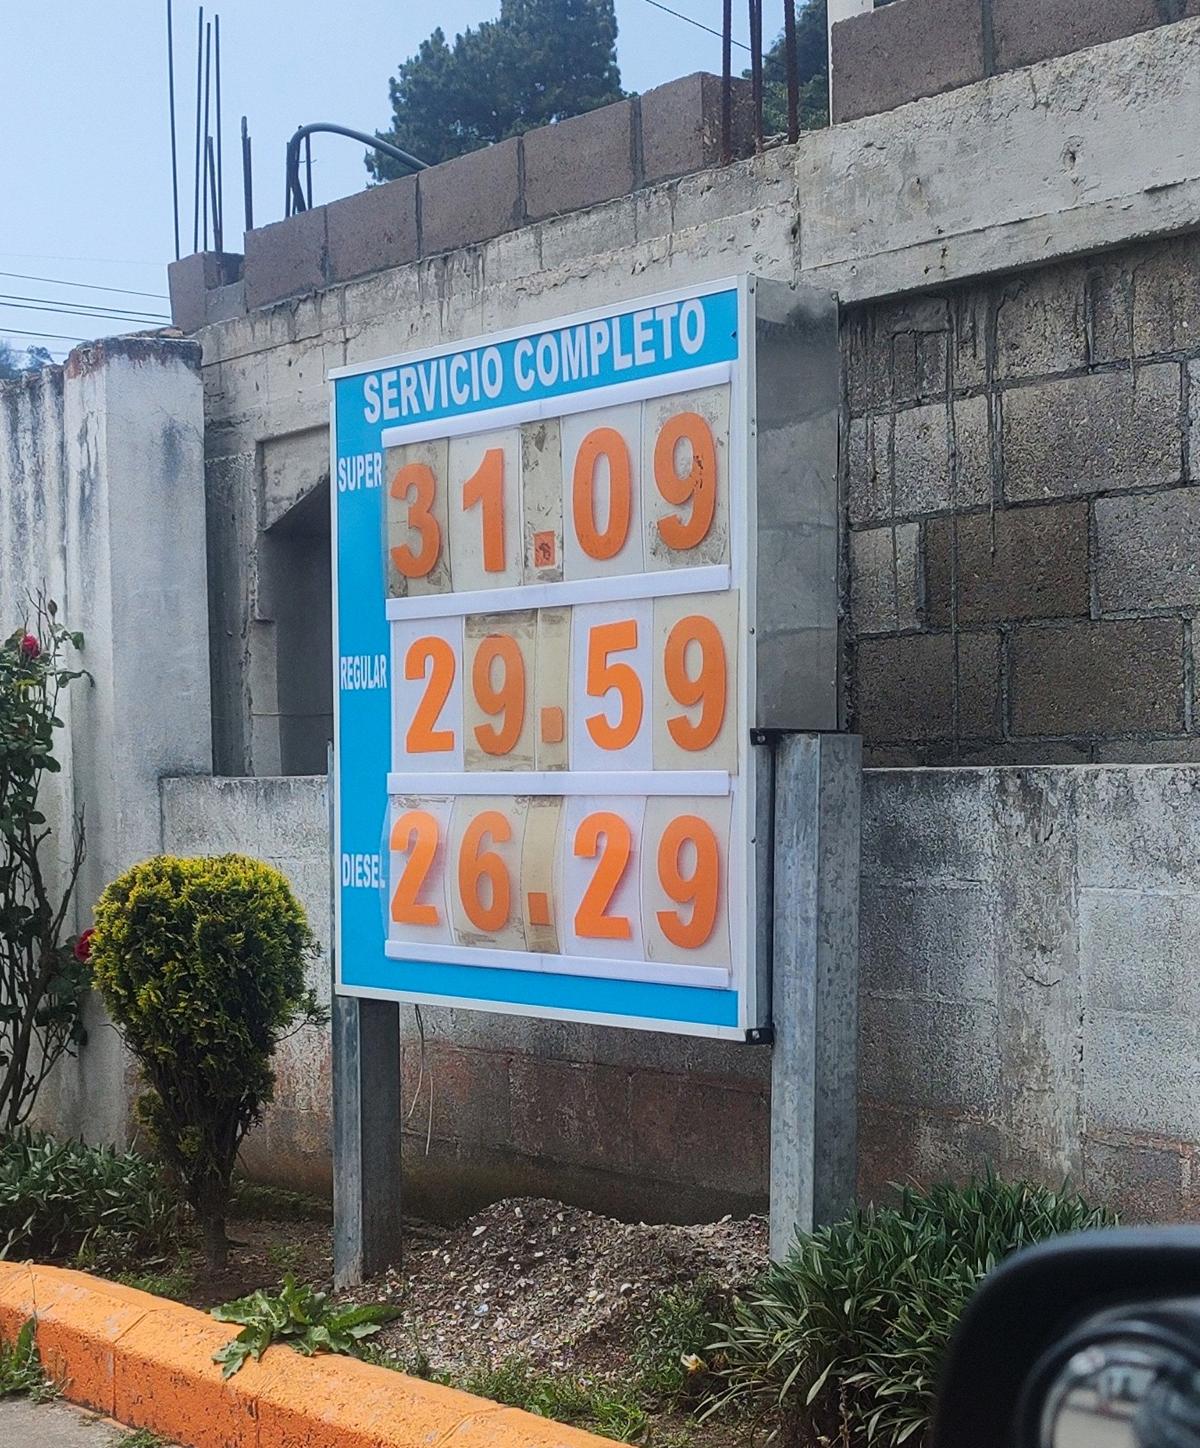 SERVICIO COMPLETO
SUPER 31.09
REGULAR 29.59
DIESEL 26.29